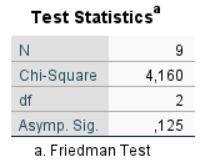 Test Statistics^a
N 9
Chi-Square 4,160
df 2
Asymp. Sig. ,125
a. Friedman Test